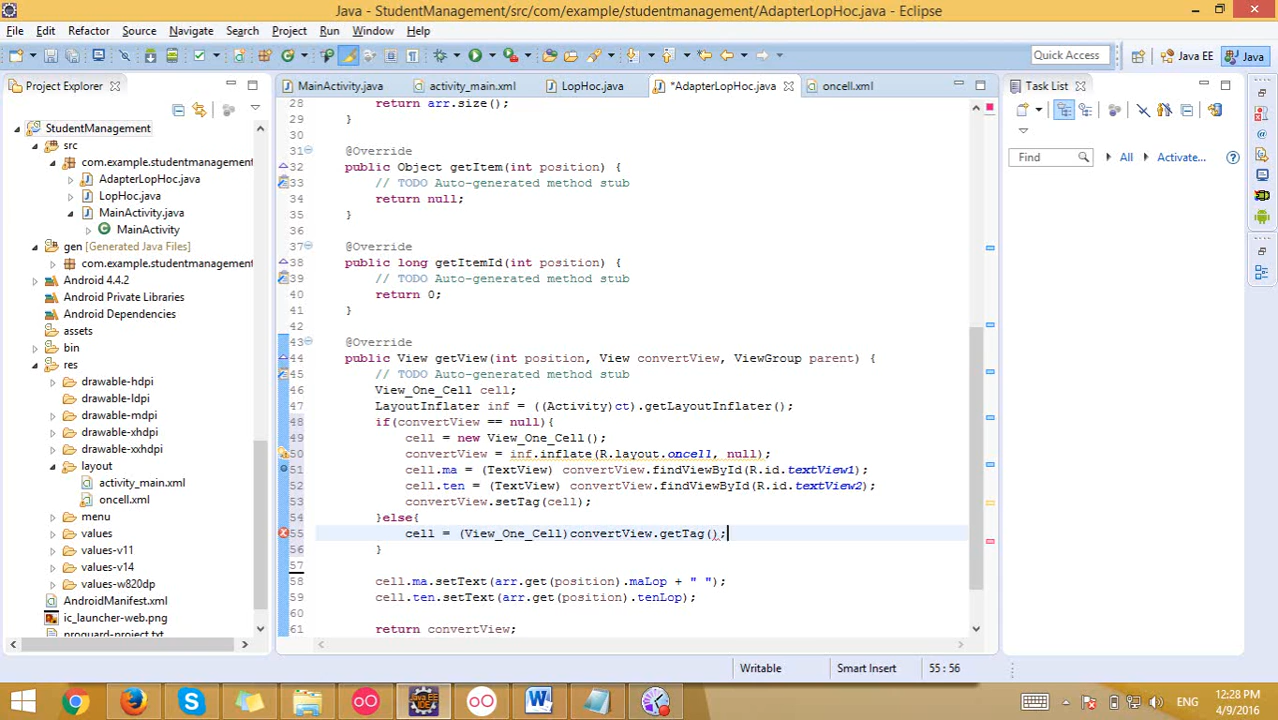 Java - StudentManagement/src/com/example/studentmanagement/AdapterLopHoc.java - Eclipse
File Edit Refactor Source Navigate Search Project Run Window Help
Quick Access
Java EE
Java
Project Explorer
StudentManagement
src
com.example.studentmanagement
AdapterLopHoc.java
LopHoc.java
MainActivity.java
MainActivity
gen [Generated Java Files]
com.example.studentmanagement
Android 4.4.2
Android Private Libraries
Android Dependencies
assets
bin
res
drawable-hdpi
drawable-ldpi
drawable-mdpi
drawable-xhdpi
drawable-xxhdpi
layout
activity_main.xml
oncell.xml
menu
values
values-v11
values-v14
values-w820dp
AndroidManifest.xml
ic_launcher-web.png
proguard-project.txt
MainActivity.java activity_main.xml LopHoc.java *AdapterLopHoc.java oncell.xml
28 return arr.size();
29 }
30
31 @Override
32 public Object getItem(int position) {
33 // TODO Auto-generated method stub
34 return null;
35 }
36
37 @Override
38 public long getItemId(int position) {
39 // TODO Auto-generated method stub
40 return 0;
41 }
42
43 @Override
44 public View getView(int position, View convertView, ViewGroup parent) {
45 // TODO Auto-generated method stub
46 View_One_Cell cell;
47 LayoutInflater inf = ((Activity)ct).getLayoutInflater();
48 if(convertView == null){
49 cell = new View_One_Cell();
50 convertView = inf.inflate(R.layout.oncell, null);
51 cell.ma = (TextView) convertView.findViewById(R.id.textView1);
52 cell.ten = (TextView) convertView.findViewById(R.id.textView2);
53 convertView.setTag(cell);
54 }else{
55 cell = (View_One_Cell)convertView.getTag();
56 }
57
58 cell.ma.setText(arr.get(position).maLop + " ");
59 cell.ten.setText(arr.get(position).tenLop);
60
61 return convertView;
Task List
Find All Activate...
Writable Smart Insert 55 : 56
ENG
12:28 PM
4/9/2016